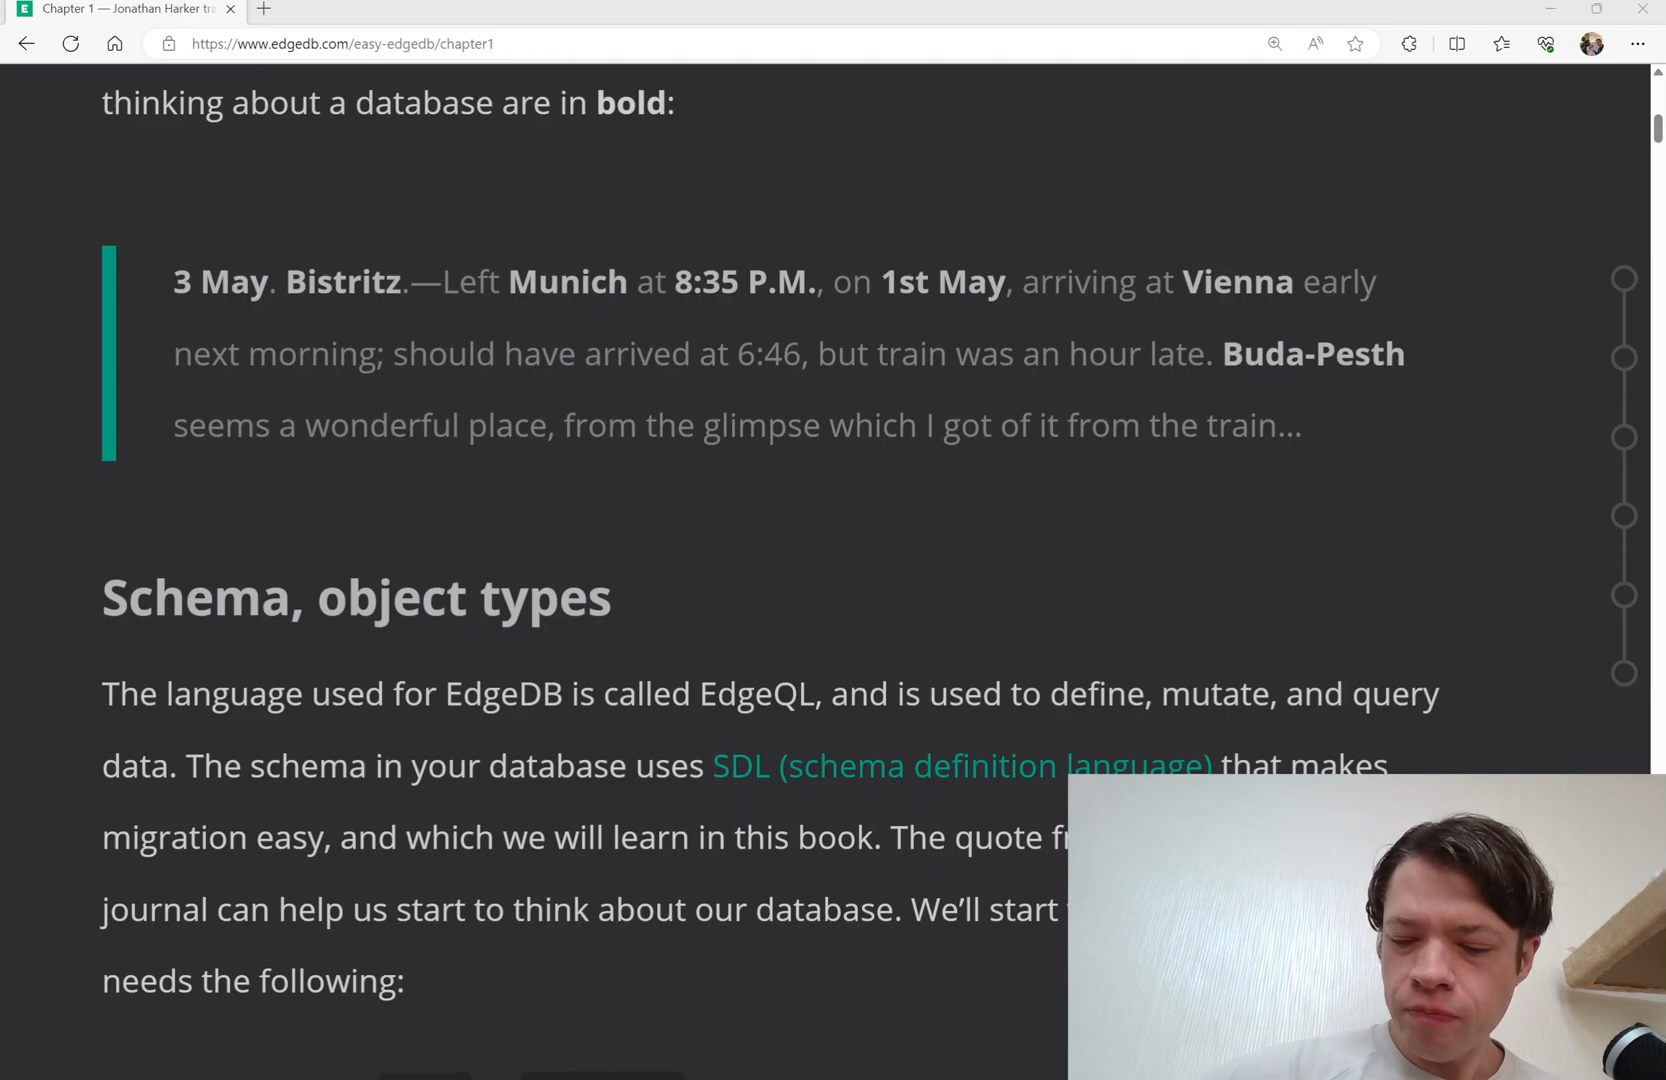 Chapter 1 — Jonathan Harker tra
https://www.edgedb.com/easy-edgedb/chapter1
thinking about a database are in bold:
3 May. Bistritz.—Left Munich at 8:35 P.M., on 1st May, arriving at Vienna early
next morning; should have arrived at 6:46, but train was an hour late. Buda-Pesth
seems a wonderful place, from the glimpse which I got of it from the train...
Schema, object types
The language used for EdgeDB is called EdgeQL, and is used to define, mutate, and query
data. The schema in your database uses SDL (schema definition language) that makes
migration easy, and which we will learn in this book. The quote
journal can help us start to think about our database. We'll start
needs the following: